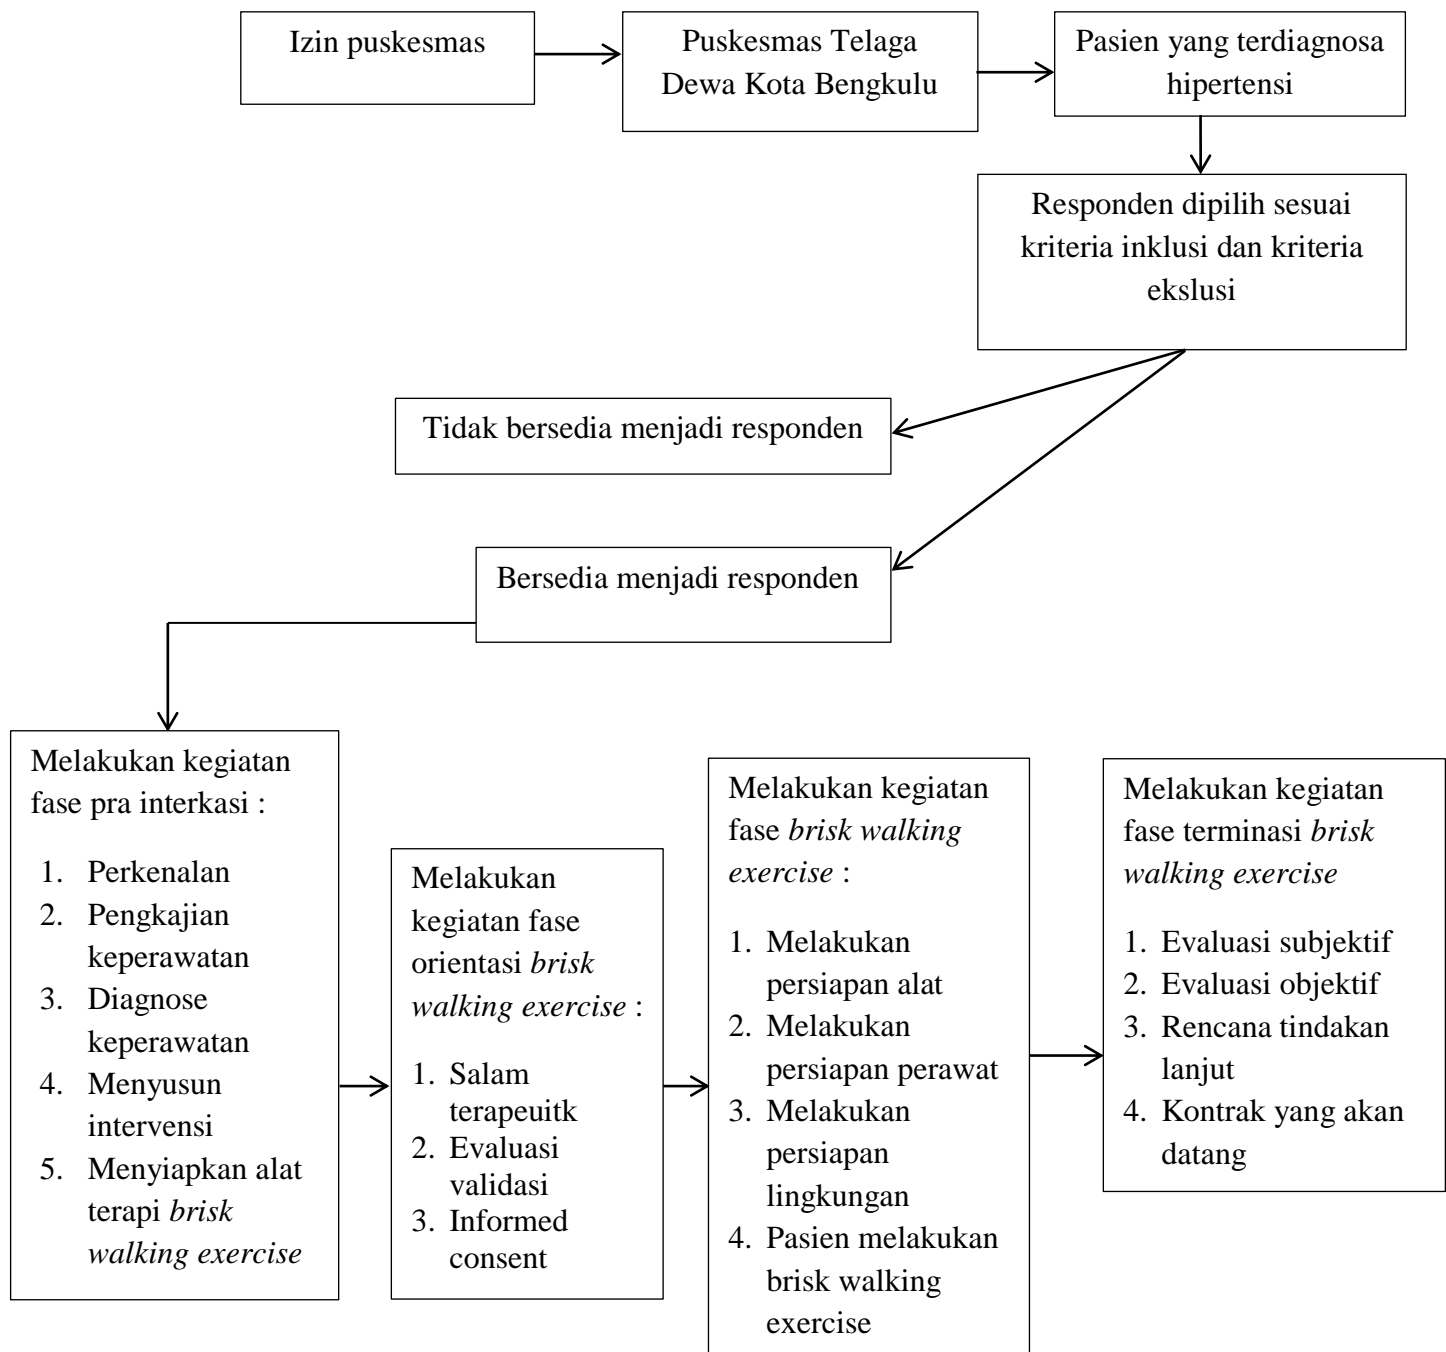 Izin puskesmas
Puskesmas Telaga
Dewa Kota Bengkulu
Pasien yang terdiagnosa
hipertensi
Responden dipilih sesuai
kriteria inklusi dan kriteria
ekslusi
Tidak bersedia menjadi responden
Bersedia menjadi responden
Melakukan kegiatan
fase pra interkasi :
1. Perkenalan
2. Pengkajian
keperawatan
3. Diagnose
keperawatan
4. Menyusun
intervensi
5. Menyiapkan alat
terapi brisk
walking exercise
Melakukan
kegiatan fase
orientasi brisk
walking exercise :
1. Salam
terapeuitk
2. Evaluasi
validasi
3. Informed
consent
Melakukan kegiatan
fase brisk walking
exercise :
1. Melakukan
persiapan alat
2. Melakukan
persiapan perawat
3. Melakukan
persiapan
lingkungan
4. Pasien melakukan
brisk walking
exercise
Melakukan kegiatan
fase terminasi brisk
walking exercise
1. Evaluasi subjektif
2. Evaluasi objektif
3. Rencana tindakan
lanjut
4. Kontrak yang akan
datang